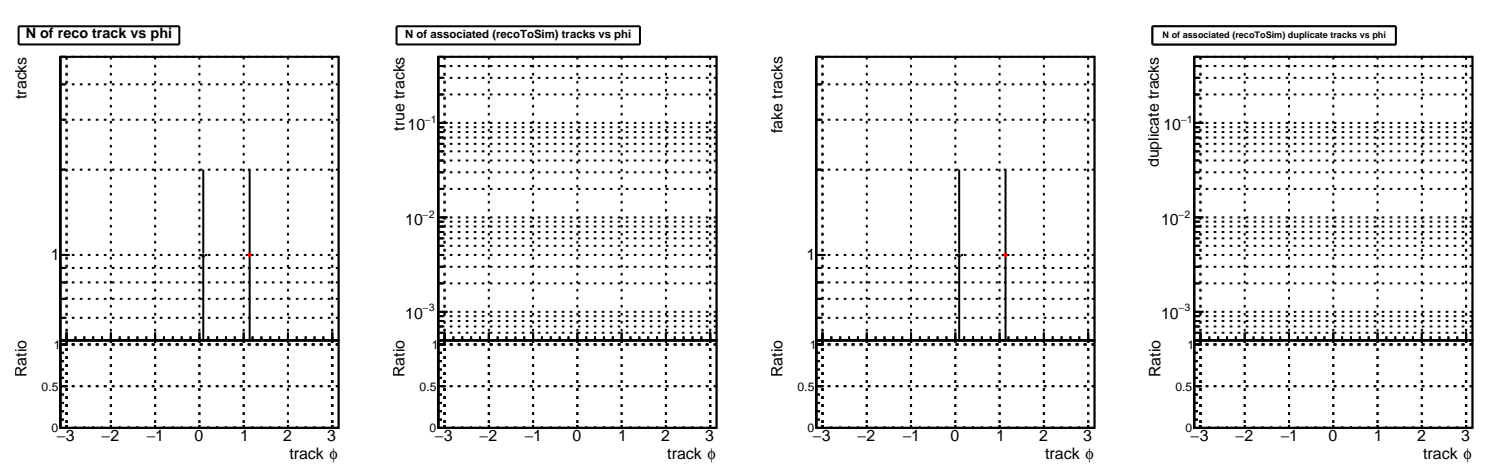 N of reco track vs phi
tracks
1
Ratio
1
0.5
0
−3 −2 −1 0 1 2 3
track ϕ
N of associated (recoToSim) tracks vs phi
true tracks
10−1
10−2
10−3
Ratio
1
0.5
0
−3 −2 −1 0 1 2 3
track ϕ
fake tracks
1
Ratio
1
0.5
0
−3 −2 −1 0 1 2 3
track ϕ
N of associated (recoToSim) duplicate tracks vs phi
duplicate tracks
10−1
10−2
10−3
Ratio
1
0.5
0
−3 −2 −1 0 1 2 3
track ϕ